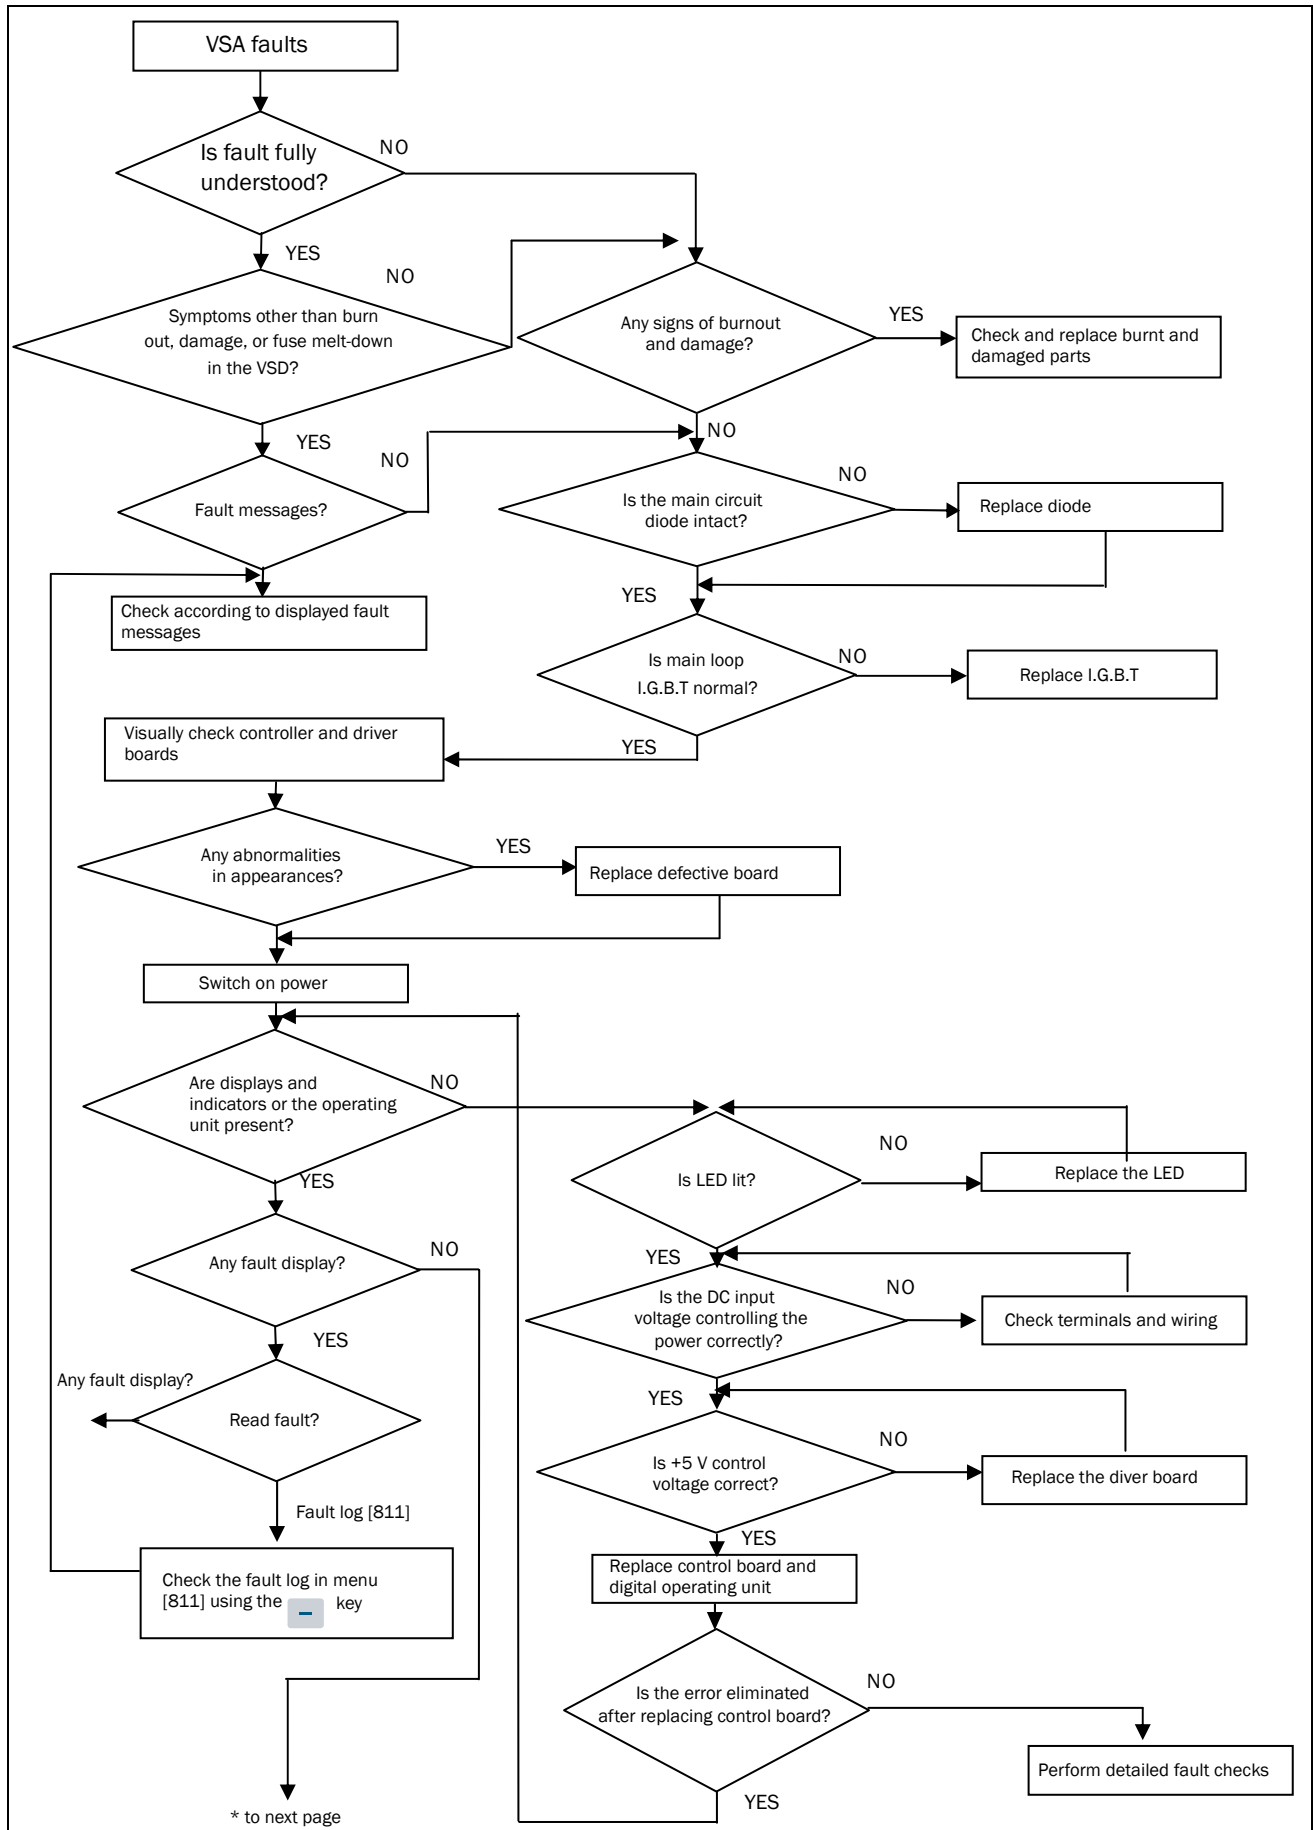 VSA faults
Is fault fully
understood?
NO
YES
NO
Symptoms other than burn
out, damage, or fuse melt-down
in the VSD?
Any signs of burnout
and damage?
YES
Check and replace burnt and
damaged parts
YES
NO
NO
Fault messages?
Is the main circuit
diode intact?
NO
Replace diode
Check according to displayed fault
messages
YES
Is main loop
I.G.B.T normal?
NO
Replace I.G.B.T
YES
Visually check controller and driver
boards
Any abnormalities
in appearances?
YES
Replace defective board
Switch on power
Are displays and
indicators or the operating
unit present?
NO
YES
Is LED lit?
NO
Replace the LED
Any fault display?
NO
YES
YES
Is the DC input
voltage controlling the
power correctly?
NO
Check terminals and wiring
Any fault display?
Read fault?
YES
Is +5 V control
voltage correct?
NO
Replace the diver board
Fault log [811]
YES
Check the fault log in menu
[811] using the – key
Replace control board and
digital operating unit
Is the error eliminated
after replacing control board?
NO
Perform detailed fault checks
YES
* to next page